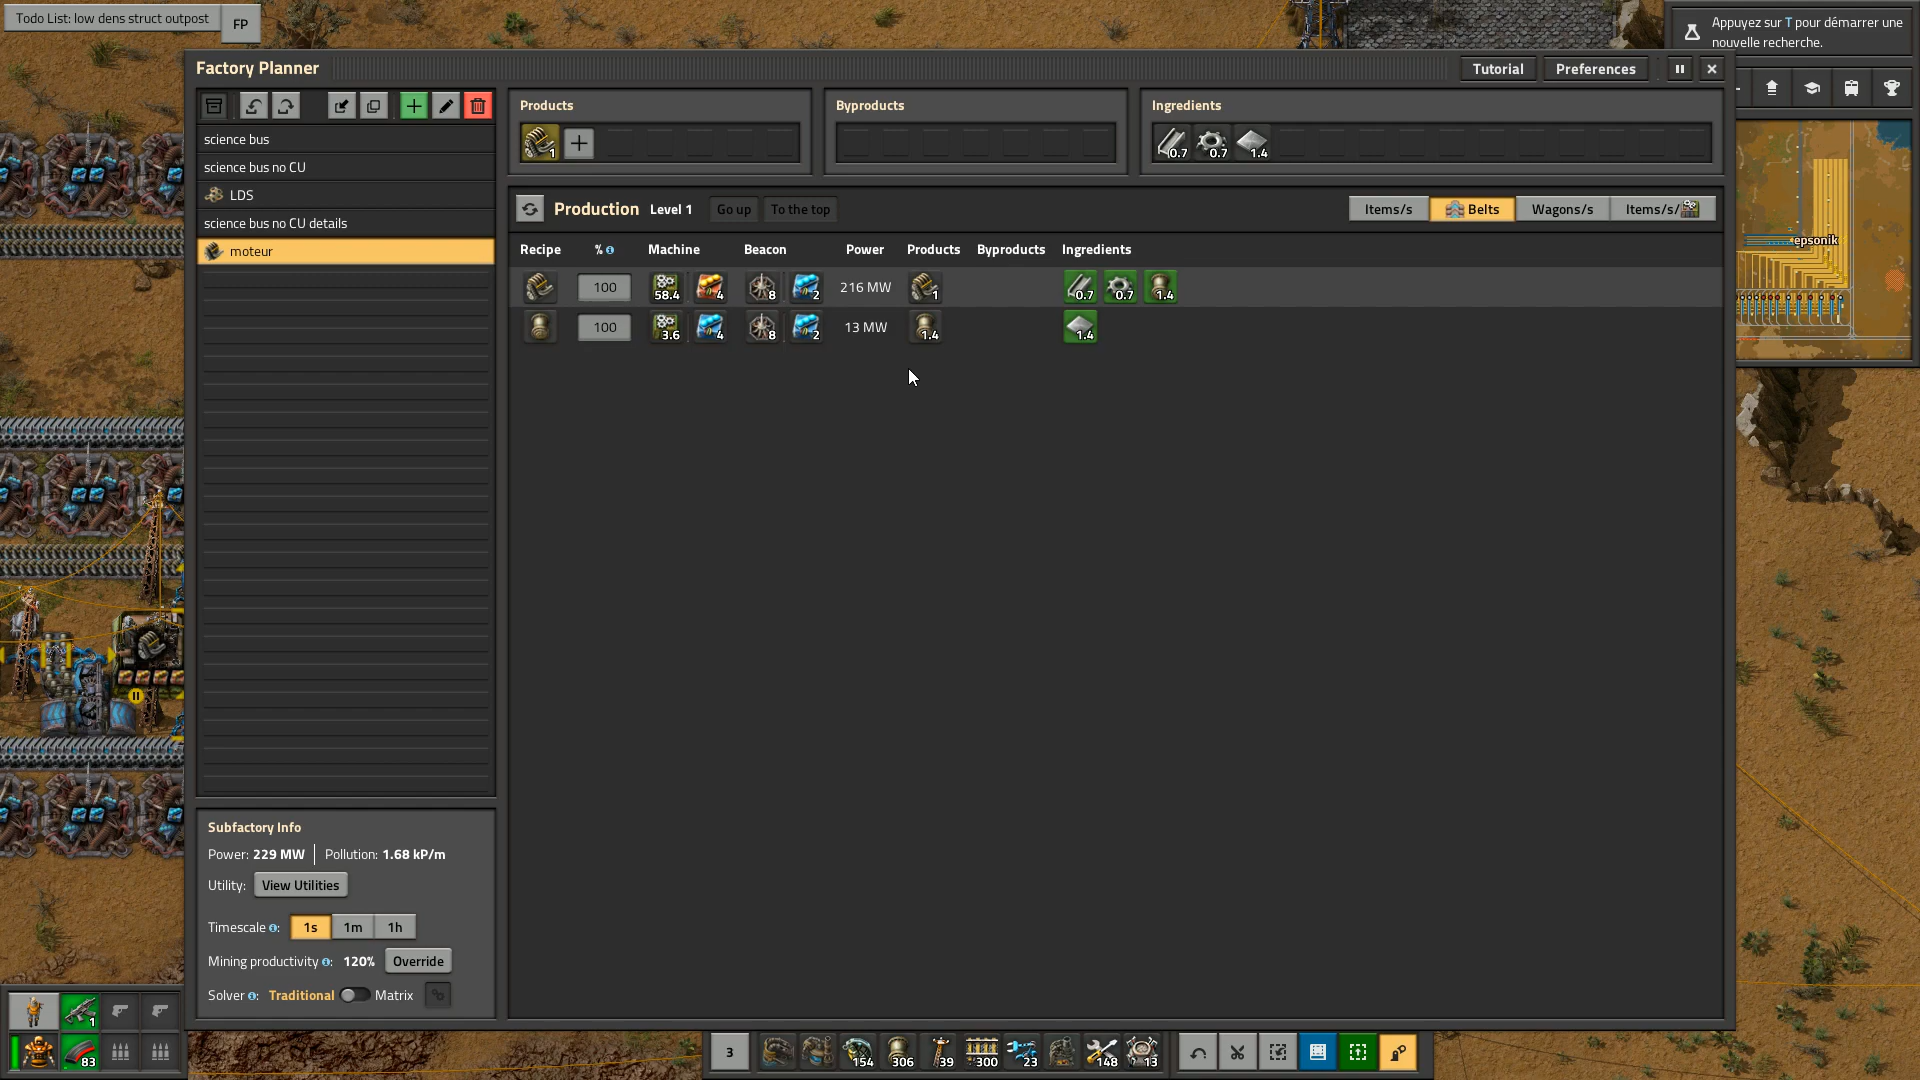 Todo List: low dens struct outpost
FP
Appuyez sur T pour démarrer une
nouvelle recherche.
Factory Planner
Tutorial
Preferences
Products
Byproducts
Ingredients
1
0.7
0.7
1.4
science bus
science bus no CU
LDS
science bus no CU details
moteur
Production
Level 1
Go up
To the top
Items/s
Belts
Wagons/s
Items/s/
Recipe
%
Machine
Beacon
Power
Products
Byproducts
Ingredients
100
58.4
4
8
2
216 MW
1
0.7
0.7
1.4
100
3.6
4
8
2
13 MW
1.4
1.4
epsonik
Subfactory Info
Power: 229 MW
Pollution: 1.68 kP/m
Utility:
View Utilities
Timescale
:
1s
1m
1h
Mining productivity
:
120%
Override
Solver
:
Traditional
Matrix
1
83
3
154
306
39
300
23
148
13